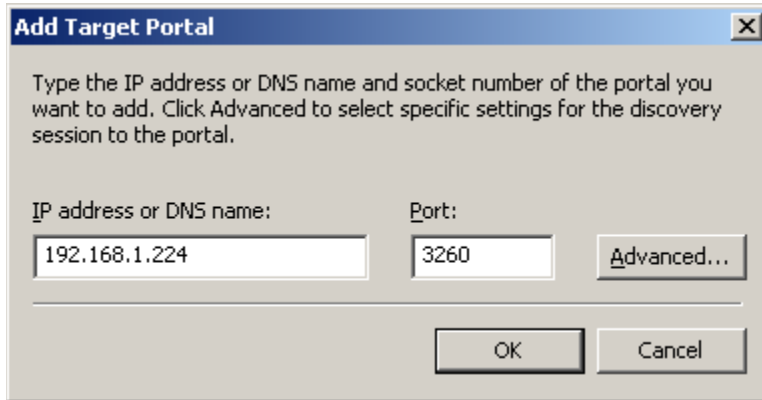 Add Target Portal
Type the IP address or DNS name and socket number of the portal you
want to add. Click Advanced to select specific settings for the discovery
session to the portal.
IP address or DNS name:
Port:
192.168.1.224
3260
Advanced...
OK
Cancel